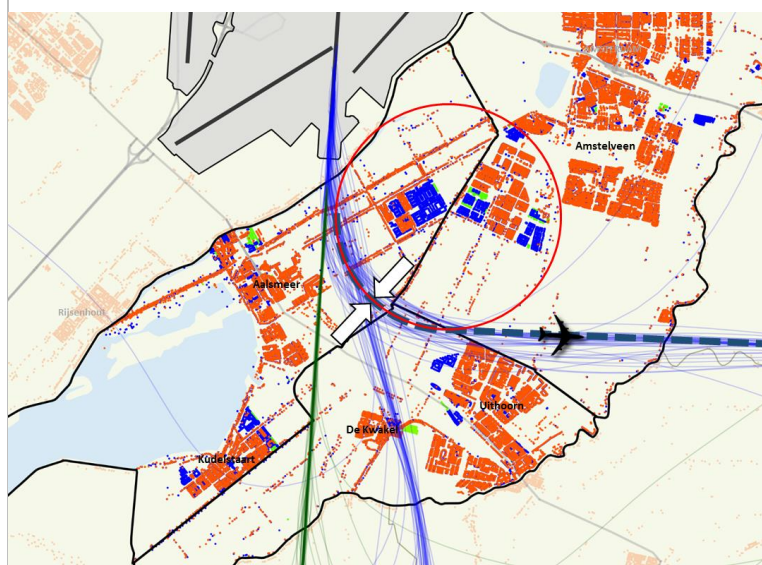 Amstelveen
Aalsmeer
Rijsenhout
Uithoorn
De Kwakel
Kudelstaart